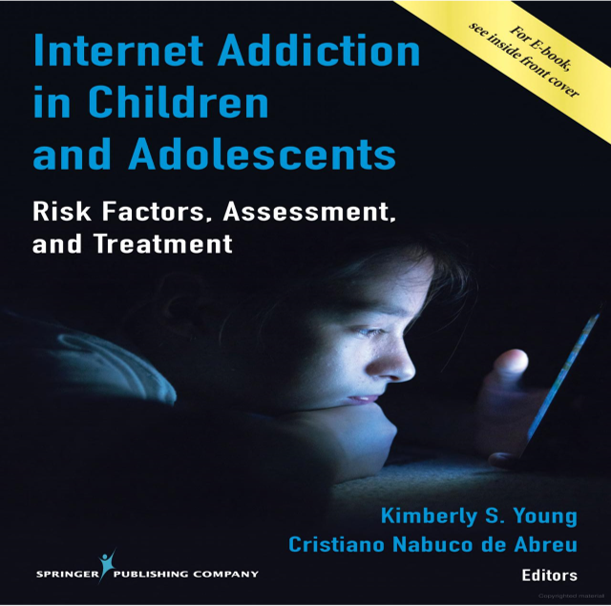 For E-book,
see inside front cover
Internet Addiction
in Children
and Adolescents
Risk Factors, Assessment,
and Treatment
Kimberly S. Young
Cristiano Nabuco de Abreu
Editors
SPRINGER PUBLISHING COMPANY
Copyrighted material